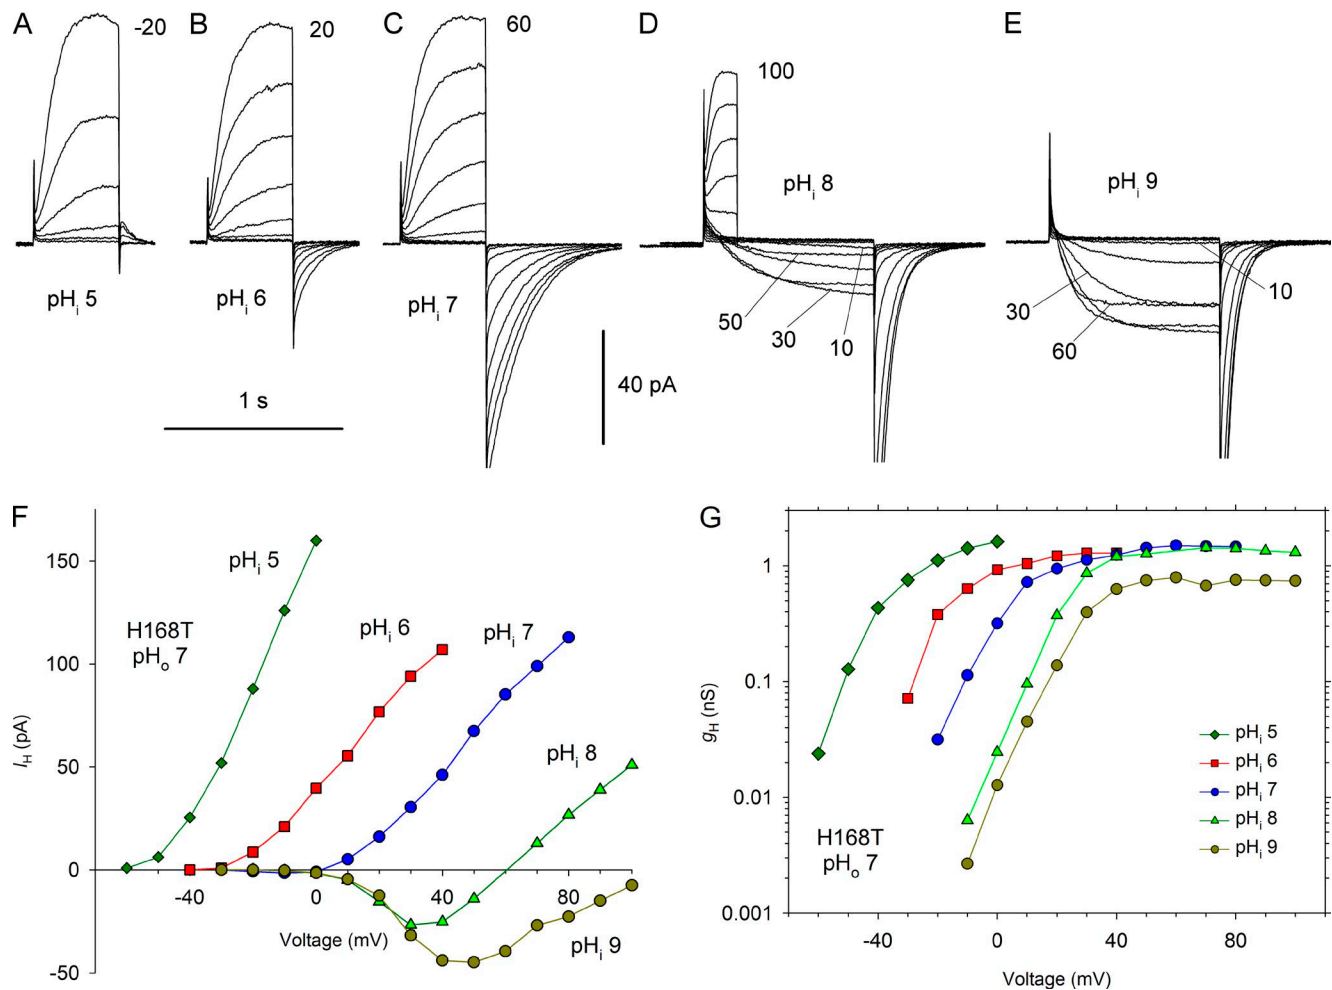 A
-20
B
20
C
60
D
100
E
pHi 5
pHi 6
pHi 7
pHi 8
pHi 9
50
30
10
30
60
10
1 s
40 pA
F
150
100
50
0
-50
-40
0
40
80
IH (pA)
Voltage (mV)
H168T
pHo 7
pHi 5
pHi 6
pHi 7
pHi 8
pHi 9
G
1
0.1
0.01
0.001
gH (nS)
-40
0
40
80
Voltage (mV)
H168T
pHo 7
pHi 5
pHi 6
pHi 7
pHi 8
pHi 9